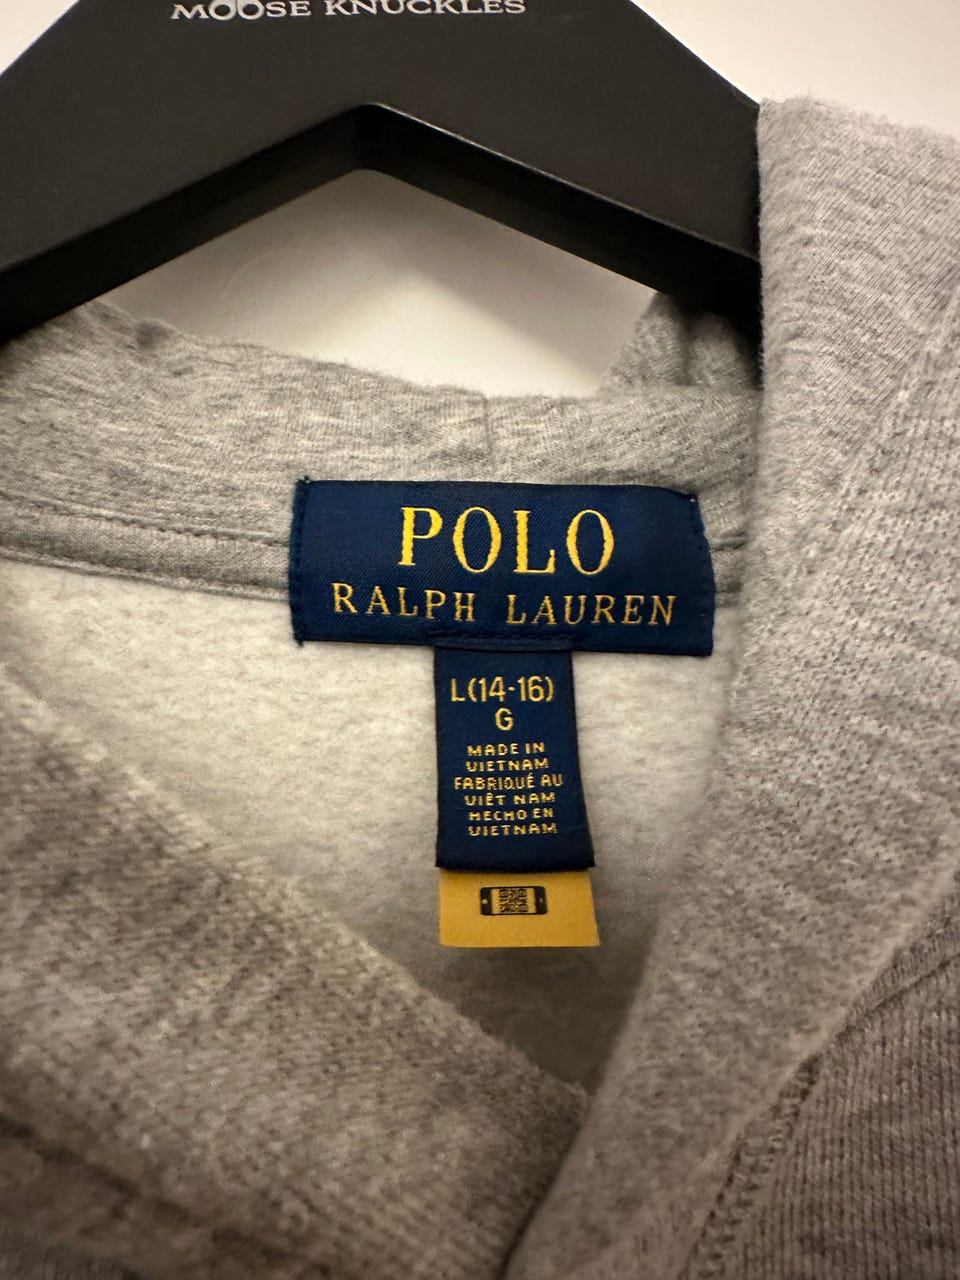 MOOSE KNUCKLES
POLO
RALPH LAUREN
L(14-16)
G
MADE IN
VIETNAM
FABRIQUÉ AU
VIÊT NAM
HECHO EN
VIETNAM